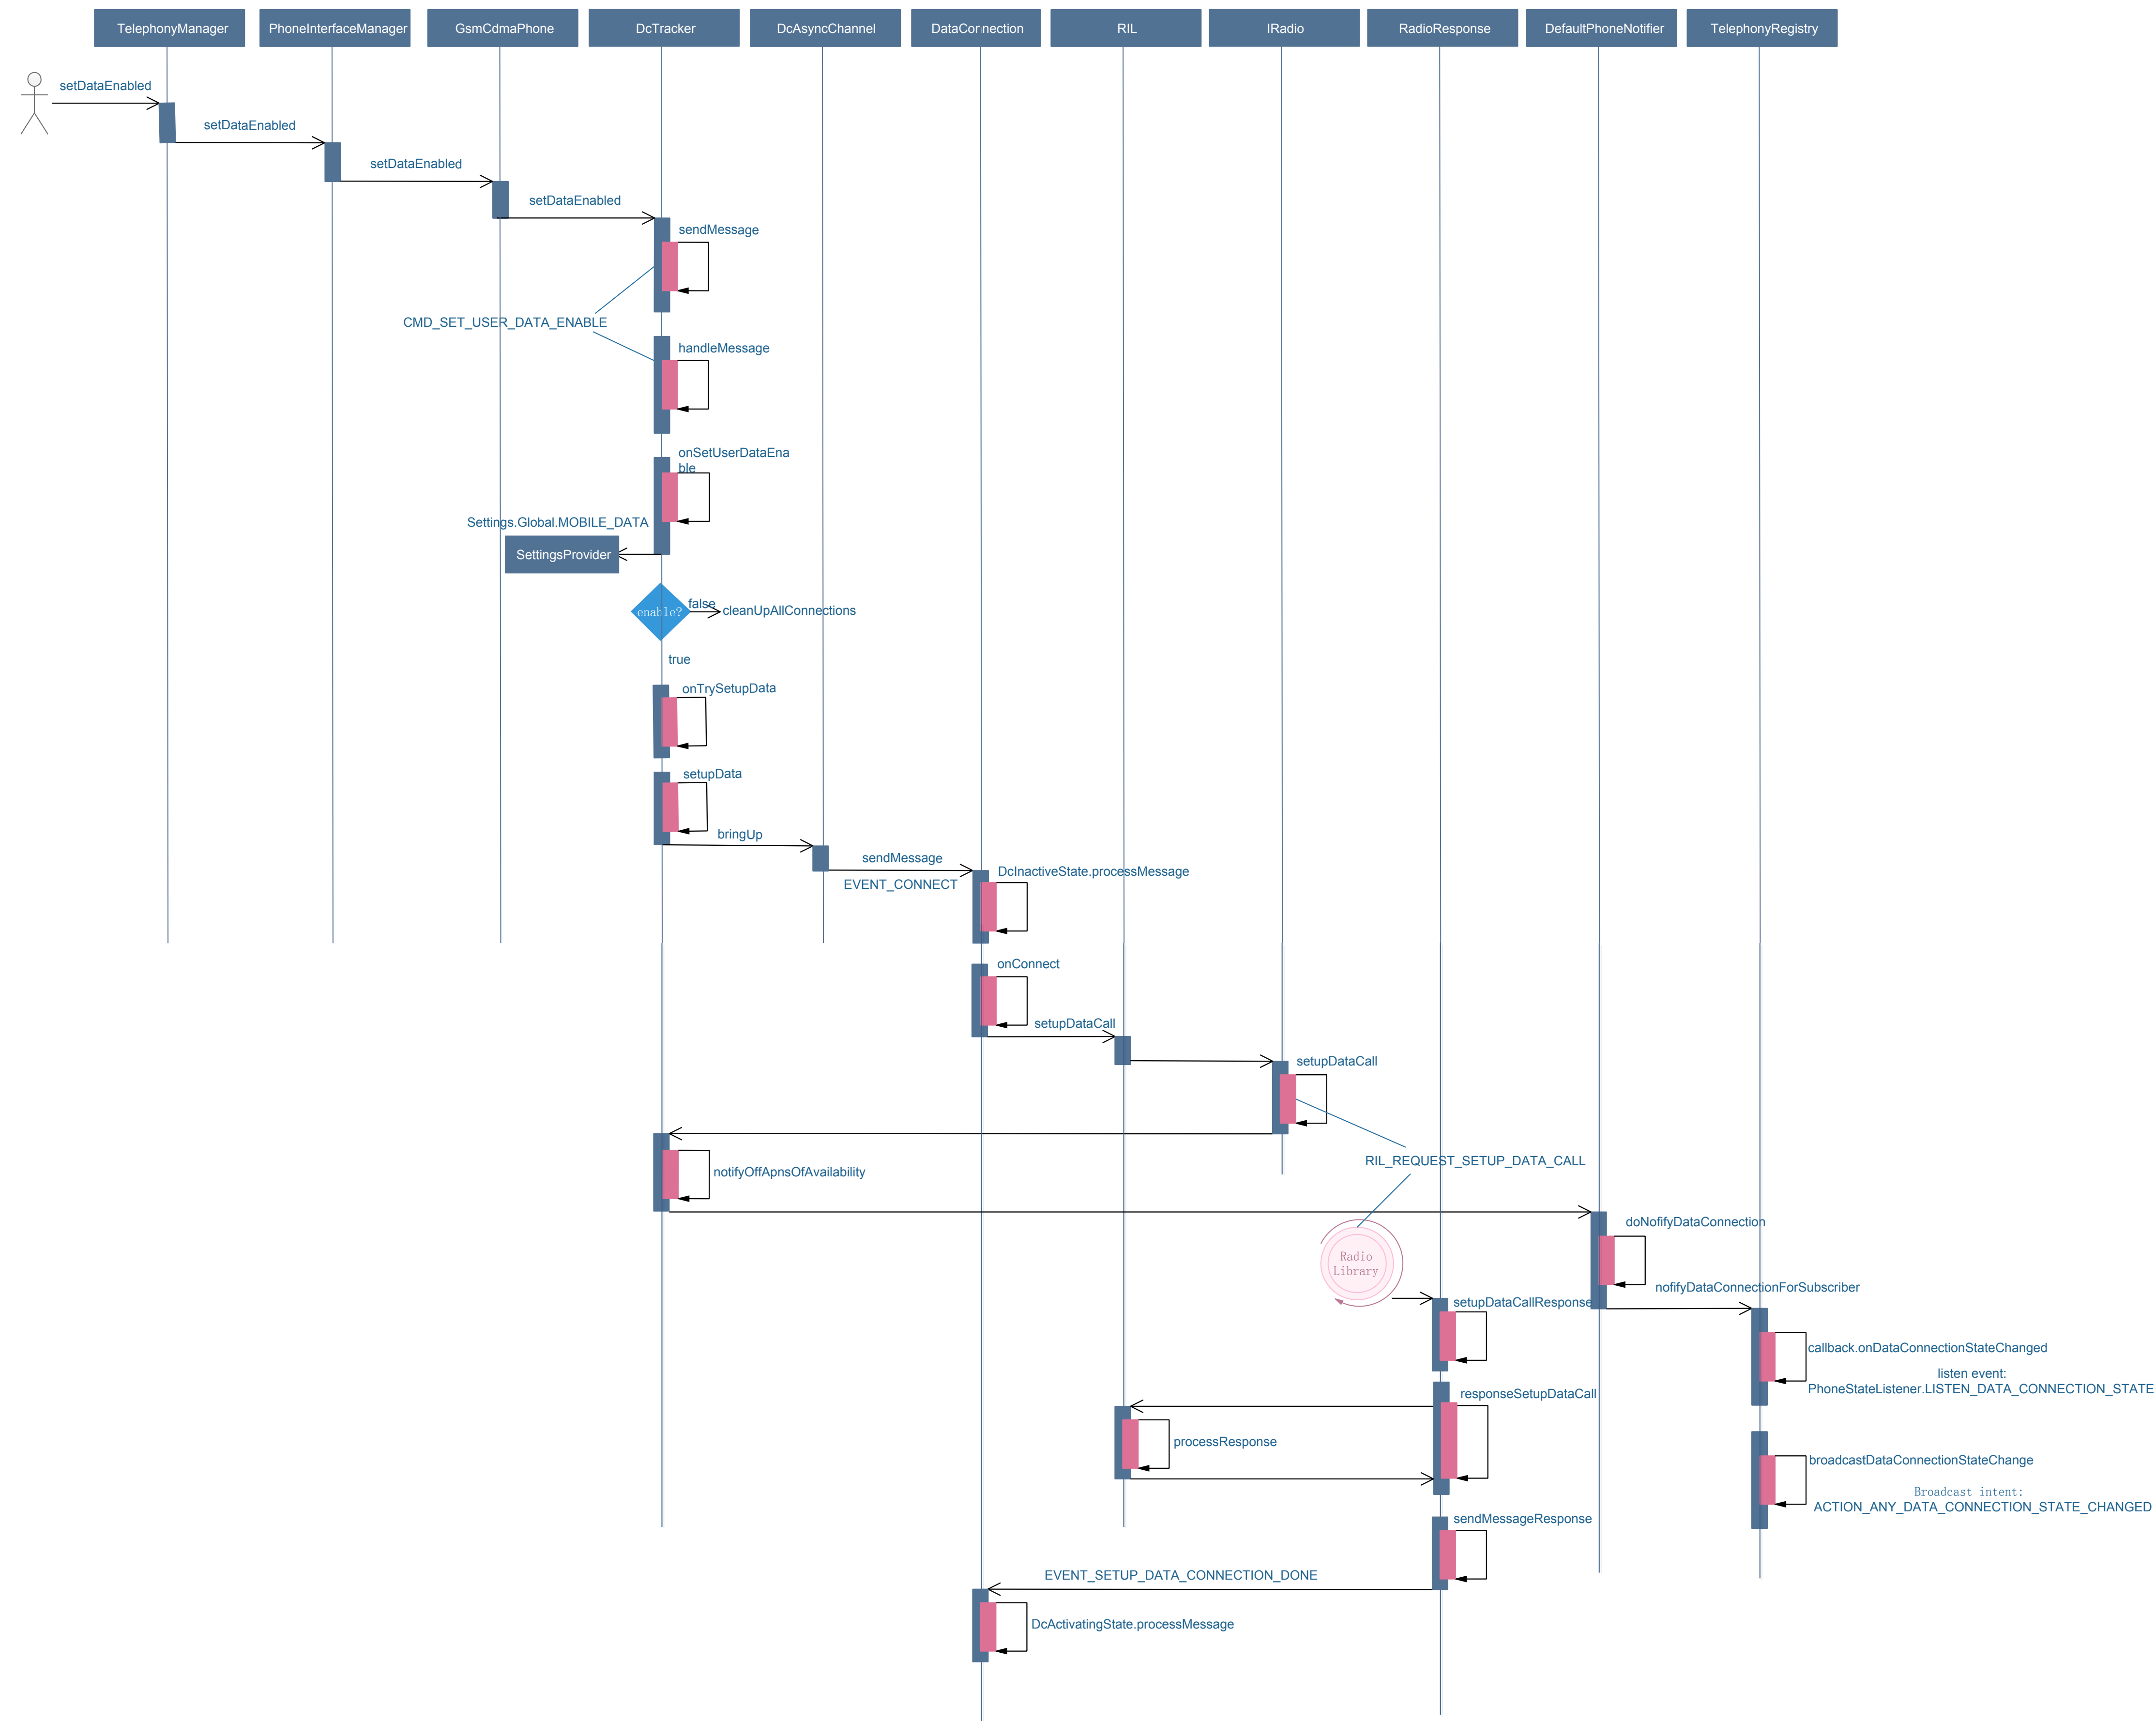 TelephonyManager
PhoneInterfaceManager
GsmCdmaPhone
DcTracker
DcAsyncChannel
DataConnection
RIL
IRadio
RadioResponse
DefaultPhoneNotifier
TelephonyRegistry
setDataEnabled
setDataEnabled
setDataEnabled
setDataEnabled
sendMessage
CMD_SET_USER_DATA_ENABLE
handleMessage
onSetUserDataEna
ble
Settings.Global.MOBILE_DATA
SettingsProvider
enable?
false
cleanUpAllConnections
true
onTrySetupData
setupData
bringUp
sendMessage
EVENT_CONNECT
DcInactiveState.processMessage
onConnect
setupDataCall
setupDataCall
RIL_REQUEST_SETUP_DATA_CALL
notifyOffApnsOfAvailability
doNofifyDataConnection
Radio
Library
nofifyDataConnectionForSubscriber
setupDataCallResponse
callback.onDataConnectionStateChanged
listen event:
PhoneStateListener.LISTEN_DATA_CONNECTION_STATE
responseSetupDataCall
processResponse
broadcastDataConnectionStateChange
Broadcast intent:
ACTION_ANY_DATA_CONNECTION_STATE_CHANGED
sendMessageResponse
EVENT_SETUP_DATA_CONNECTION_DONE
DcActivatingState.processMessage